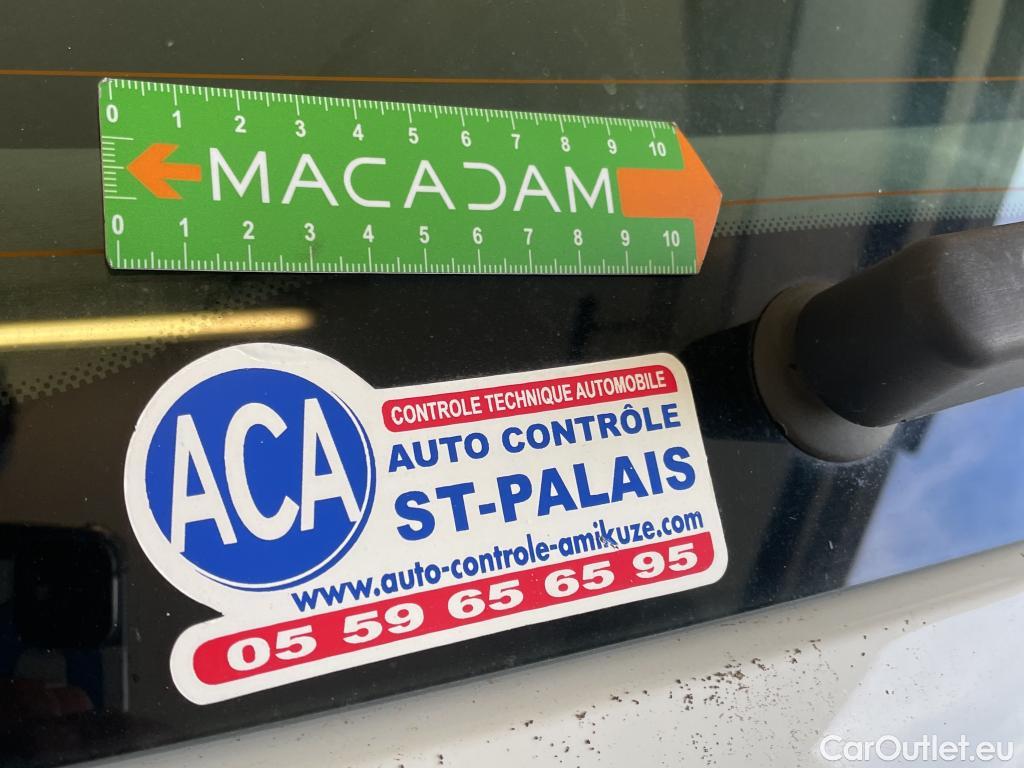 0 1 2 3 4 5 6 7 8 9 10
MACADAM
0 1 2 3 4 5 6 7 8 9 10
ACA
CONTROLE TECHNIQUE AUTOMOBILE
AUTO CONTRÔLE
ST-PALAIS
www.auto-controle-amikuze.com
05 59 65 65 95
CarOutlet.eu